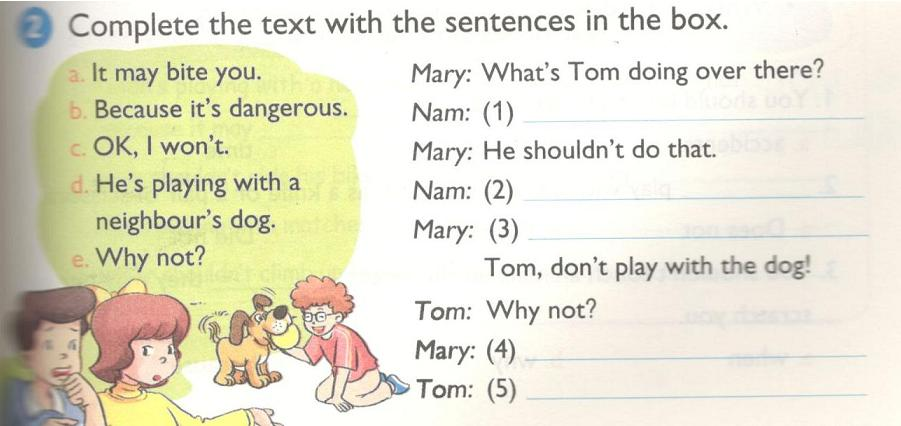 2 Complete the text with the sentences in the box.
a. It may bite you.
b. Because it's dangerous.
c. OK, I won't.
d. He's playing with a
neighbour's dog.
e. Why not?
Mary: What's Tom doing over there?
Nam: (1)
Mary: He shouldn't do that.
Nam: (2)
Mary: (3)
Tom, don't play with the dog!
Tom: Why not?
Mary: (4)
Tom: (5)